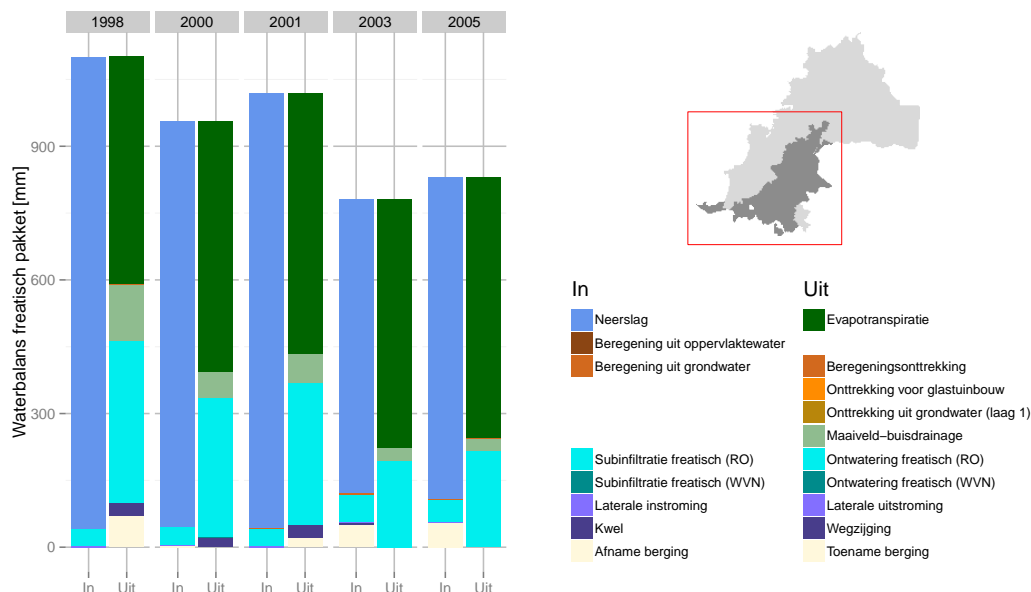 1998 2000 2001 2003 2005
Waterbalans freatisch pakket [mm]
900
600
300
0
In Uit In Uit In Uit In Uit In Uit
In
Neerslag
Beregening uit oppervlaktewater
Beregening uit grondwater
Subinfiltratie freatisch (RO)
Subinfiltratie freatisch (WVN)
Laterale instroming
Kwel
Afname berging
Uit
Evapotranspiratie
Beregeningsonttrekking
Onttrekking voor glastuinbouw
Onttrekking uit grondwater (laag 1)
Maaiveld−buisdrainage
Ontwatering freatisch (RO)
Ontwatering freatisch (WVN)
Laterale uitstroming
Wegzijging
Toename berging